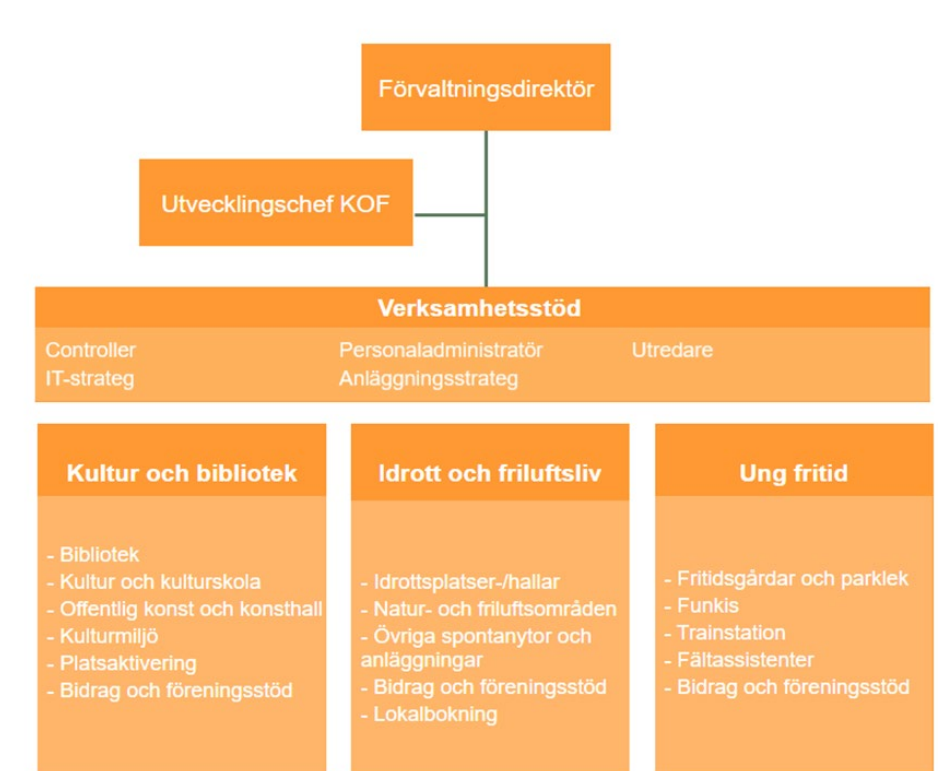 Förvaltningsdirektör
Utvecklingschef KOF
Verksamhetsstöd
Controller
IT-strateg
Personaladministratör
Anläggningsstrateg
Utredare
Kultur och bibliotek
- Bibliotek
- Kultur och kulturskola
- Offentlig konst och konsthall
- Kulturmiljö
- Platsaktivering
- Bidrag och föreningsstöd
Idrott och friluftsliv
- Idrottsplatser-/hallar
- Natur- och friluftsområden
- Övriga spontanytor och
anläggningar
- Bidrag och föreningsstöd
- Lokalbokning
Ung fritid
- Fritidsgårdar och parklek
- Funkis
- Trainstation
- Fältassistenter
- Bidrag och föreningsstöd